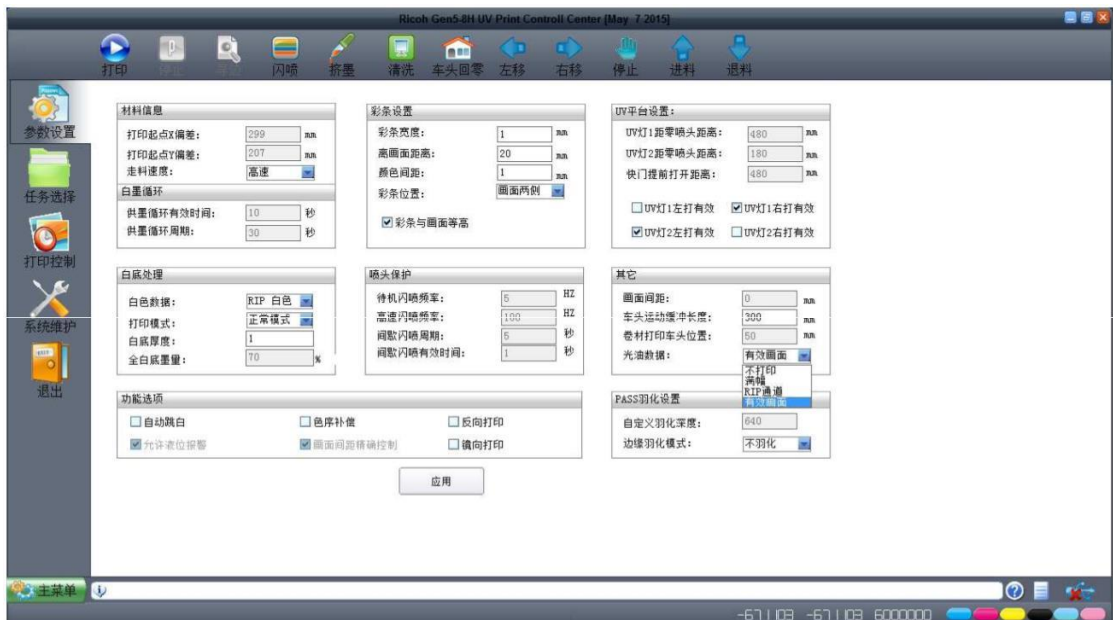 Ricoh Gen5-8H UV Print Controll Center [May 7 2015]
打印
闪喷
挤墨
清洗
车头回零
左移
右移
停止
进料
退料
参数设置
任务选择
打印控制
系统维护
退出
材料信息
打印起点X偏差: 299 mm
打印起点Y偏差: 207 mm
走料速度: 高速
白墨循环
供墨循环有效时间: 10 秒
供墨循环周期: 30 秒
彩条设置
彩条宽度: 1 mm
离画面距离: 20 mm
颜色间距: 1 mm
彩条位置: 画面两侧
彩条与画面等高
UV平台设置:
UV灯1距零喷头距离: 480 mm
UV灯2距零喷头距离: 180 mm
快门提前打开距离: 480 mm
UV灯1左打有效 UV灯1右打有效
UV灯2左打有效 UV灯2右打有效
白底处理
白色数据: RIP 白色
打印模式: 正常模式
白底厚度: 1
全白底墨量: 70 %
喷头保护
待机闪喷频率: 5 HZ
高速闪喷频率: 100 HZ
间歇闪喷周期: 5 秒
间歇闪喷有效时间: 1 秒
其它
画面间距: 0 mm
车头运动缓冲长度: 300 mm
卷材打印车头位置: 50 mm
光油数据: 有效画面
不打印
满幅
RIP通道
有效画面
功能选项
自动跳白 色序补偿 反向打印
允许液位报警 画面间距精确控制 镜向打印
PASS羽化设置
自定义羽化深度: 640
边缘羽化模式: 不羽化
应用
主菜单
-671103 -671103 6000000